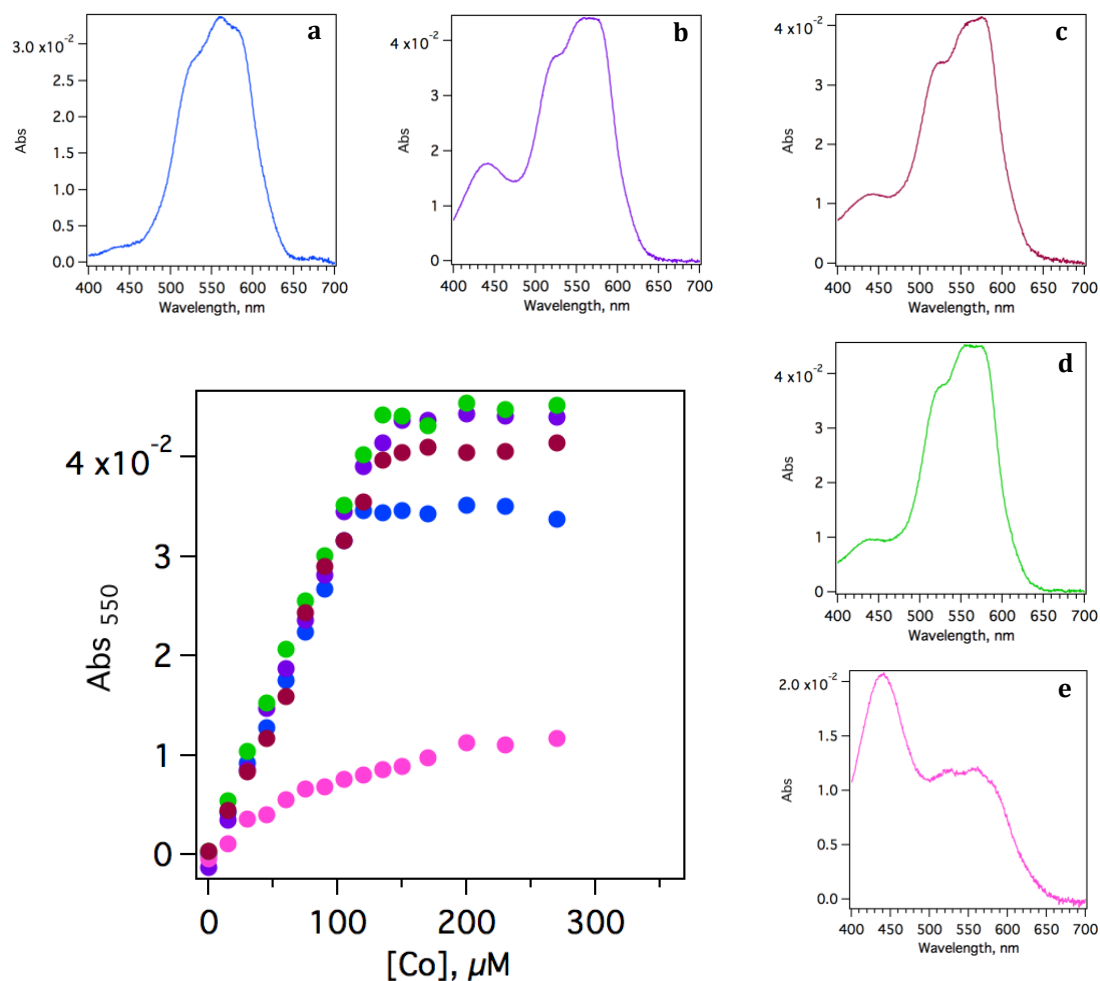 a
3.0 x10-2
2.5
2.0
1.5
1.0
0.5
0.0
Abs
400 450 500 550 600 650 700
Wavelength, nm
b
4 x10-2
3
2
1
0
Abs
400 450 500 550 600 650 700
Wavelength, nm
c
4 x10-2
3
2
1
0
Abs
400 450 500 550 600 650 700
Wavelength, nm
d
4 x10-2
3
2
1
0
Abs
400 450 500 550 600 650 700
Wavelength, nm
4 x10-2
3
2
1
0
Abs 550
0 100 200 300
[Co], µM
e
2.0 x10-2
1.5
1.0
0.5
0.0
Abs
400 450 500 550 600 650 700
Wavelength, nm